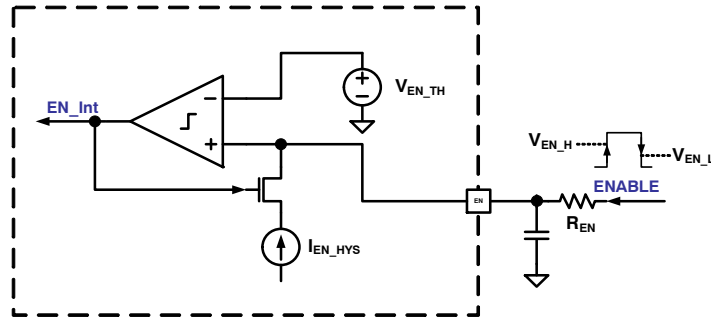 EN_Int
−
+
+
−
V_EN_TH
I_EN_HYS
EN
V_EN_H
V_EN_L
ENABLE
R_EN